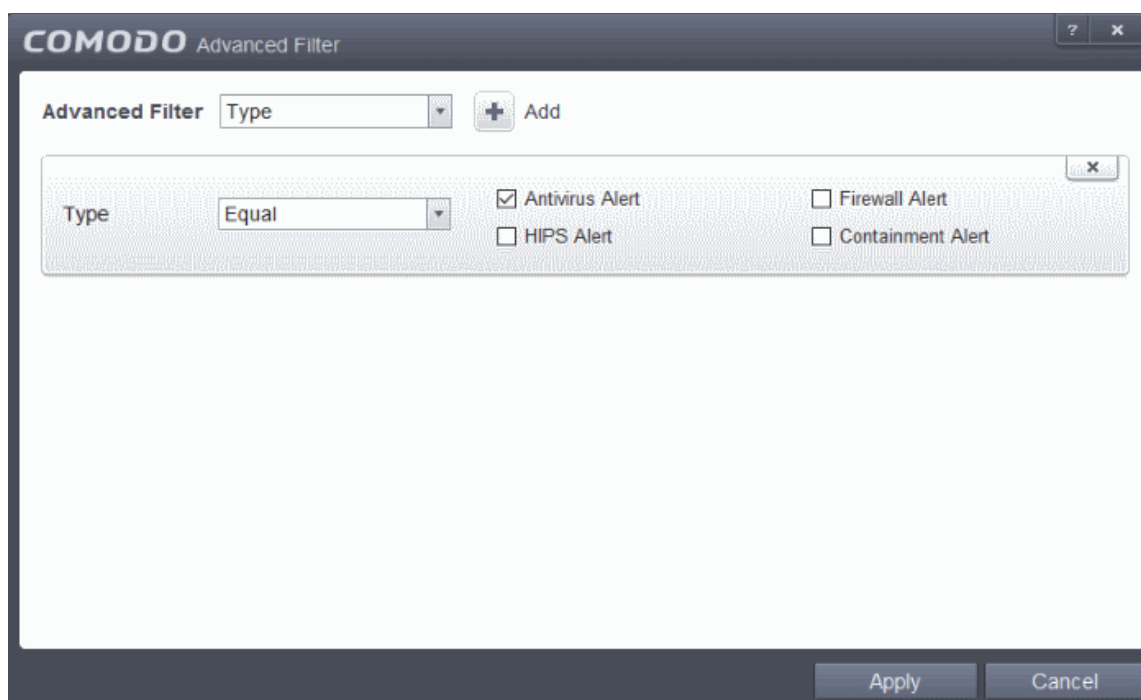 COMODO Advanced Filter ? x
Advanced Filter Type + Add
x
Type Equal Antivirus Alert Firewall Alert
HIPS Alert Containment Alert
Apply Cancel